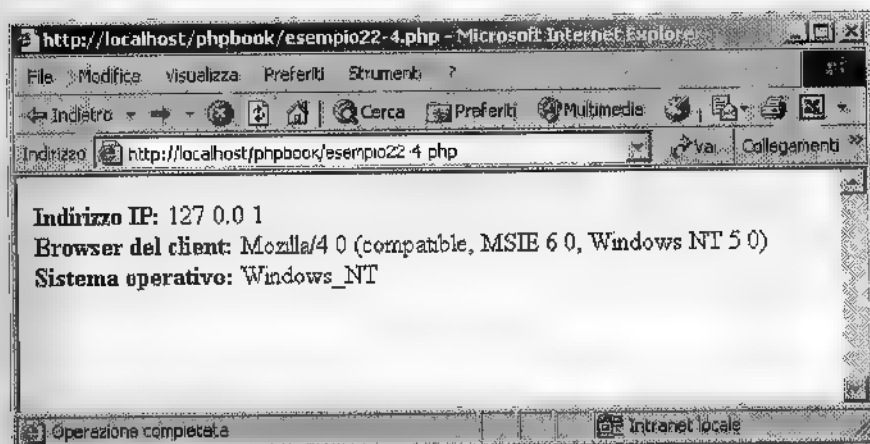 http://localhost/phpbook/esempio22-4.php - Microsoft Internet Explorer
File Modifica Visualizza Preferiti Strumenti ?
Indietro Cerca Preferiti Multimedia
Indirizzo http://localhost/phpbook/esempio22-4 php Vai Collegamenti »
Indirizzo IP: 127 0.0 1
Browser del client: Mozilla/4 0 (compatible, MSIE 6 0, Windows NT 5 0)
Sistema operativo: Windows_NT
Operazione completata Intranet locale